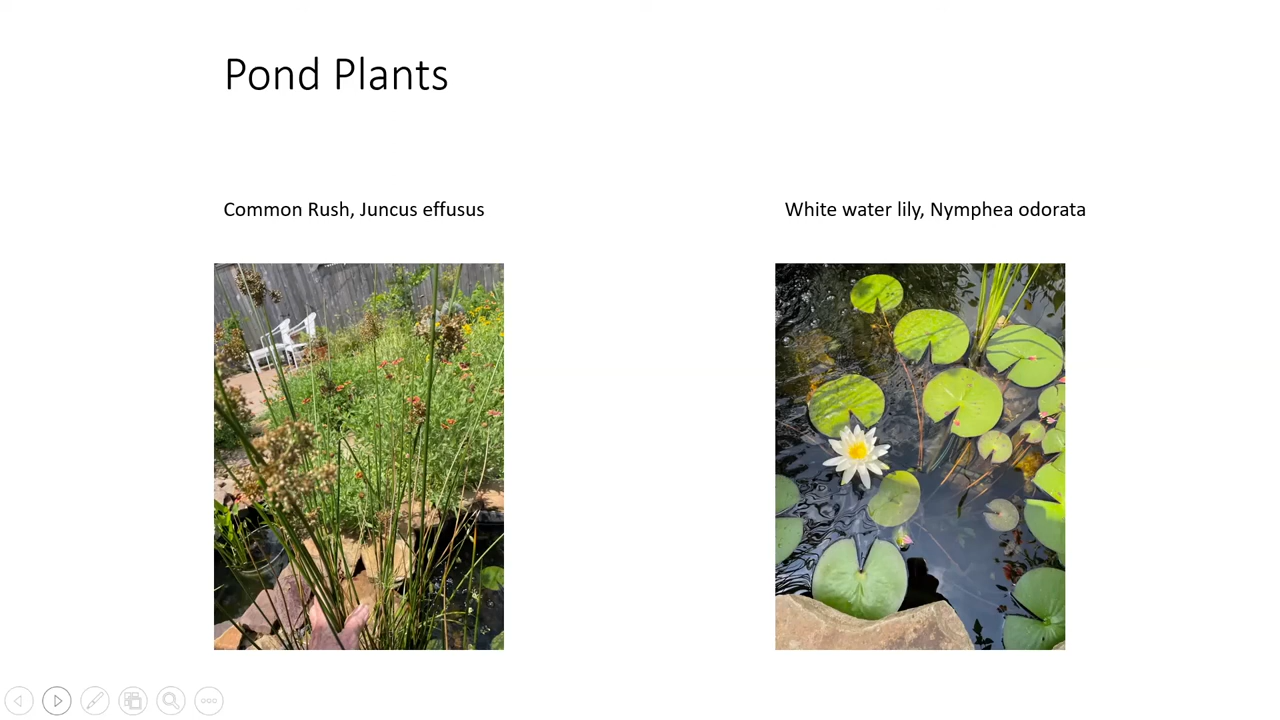 Pond Plants
Common Rush, Juncus effusus
White water lily, Nymphea odorata